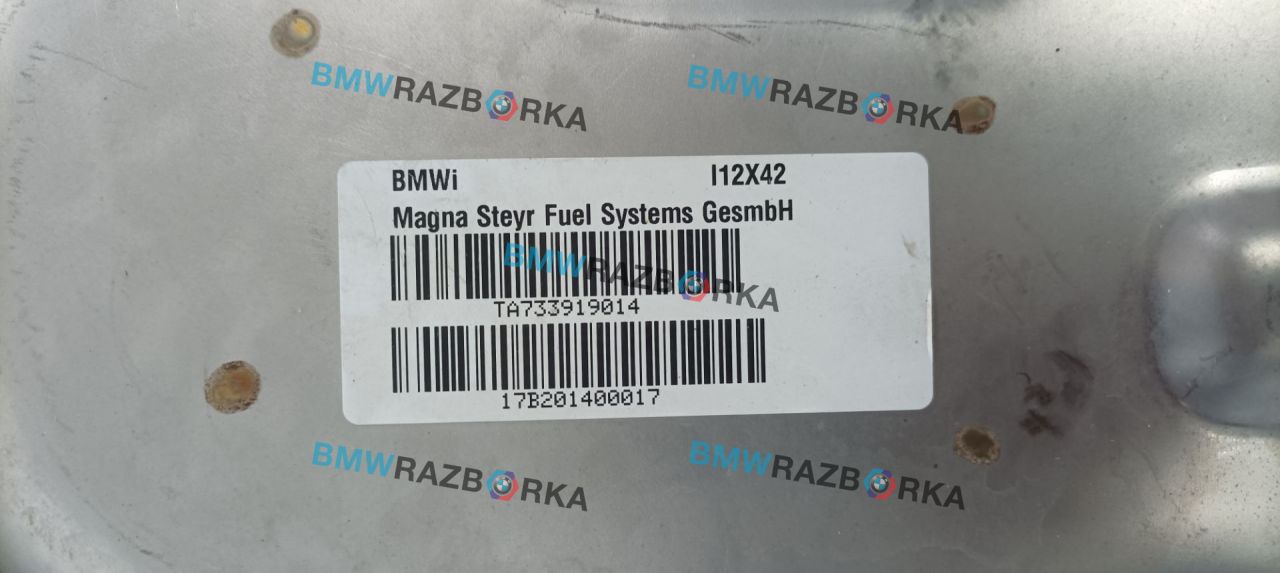 BMWRAZBORKA BMWRAZBORKA
BMWi I12X42
Magna Steyr Fuel Systems GesmbH
BMWRAZBORKA
TA733919014
17B201400017
BMWRAZBORKA BMWRAZBORKA